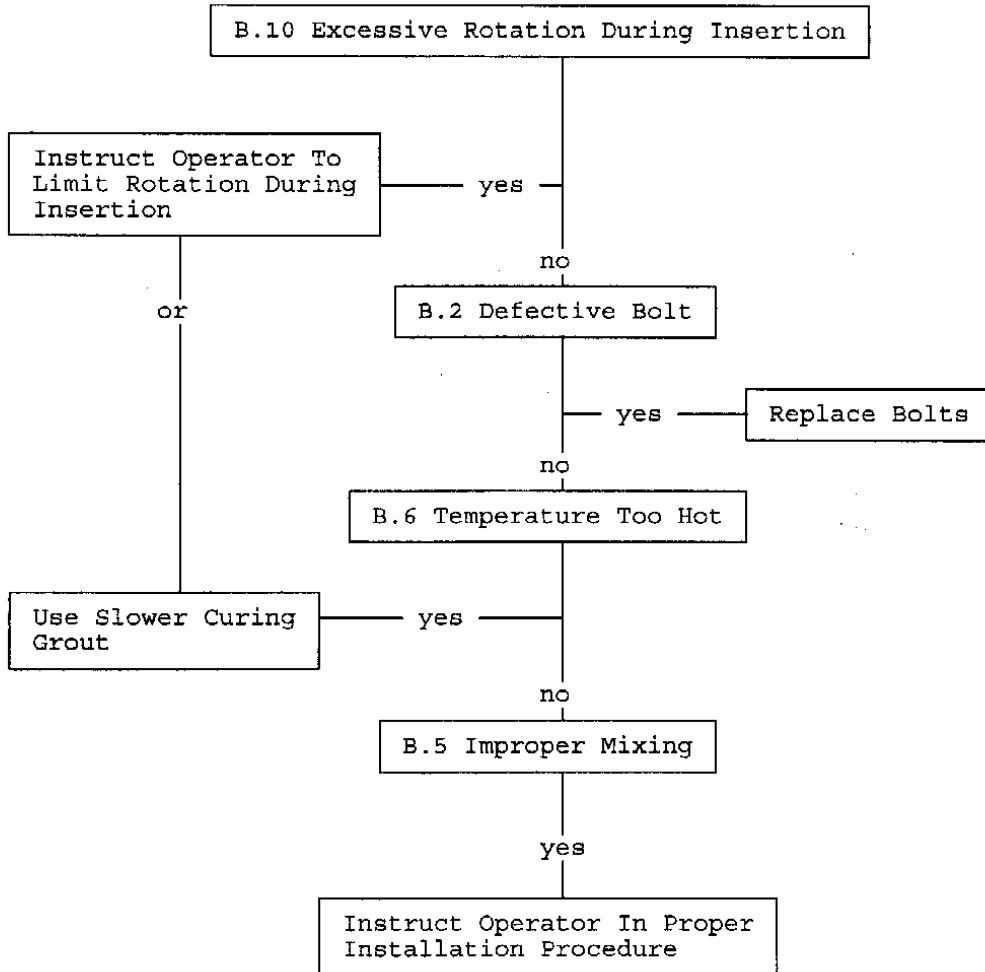 B.10 Excessive Rotation During Insertion
Instruct Operator To
Limit Rotation During
Insertion
yes
no
or
B.2 Defective Bolt
yes
Replace Bolts
no
B.6 Temperature Too Hot
Use Slower Curing
Grout
yes
no
B.5 Improper Mixing
yes
Instruct Operator In Proper
Installation Procedure